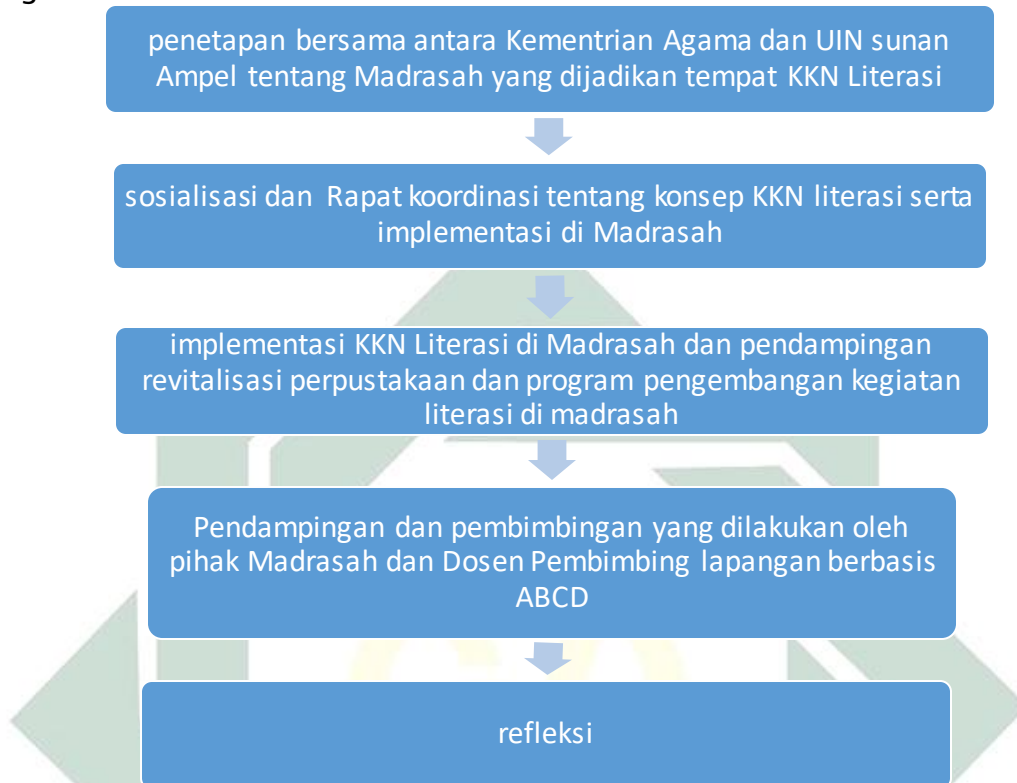 penetapan bersama antara Kementrian Agama dan UIN sunan
Ampel tentang Madrasah yang dijadikan tempat KKN Literasi
sosialisasi dan Rapat koordinasi tentang konsep KKN literasi serta
implementasi di Madrasah
implementasi KKN Literasi di Madrasah dan pendampingan
revitalisasi perpustakaan dan program pengembangan kegiatan
literasi di madrasah
Pendampingan dan pembimbingan yang dilakukan oleh
pihak Madrasah dan Dosen Pembimbing lapangan berbasis
ABCD
refleksi